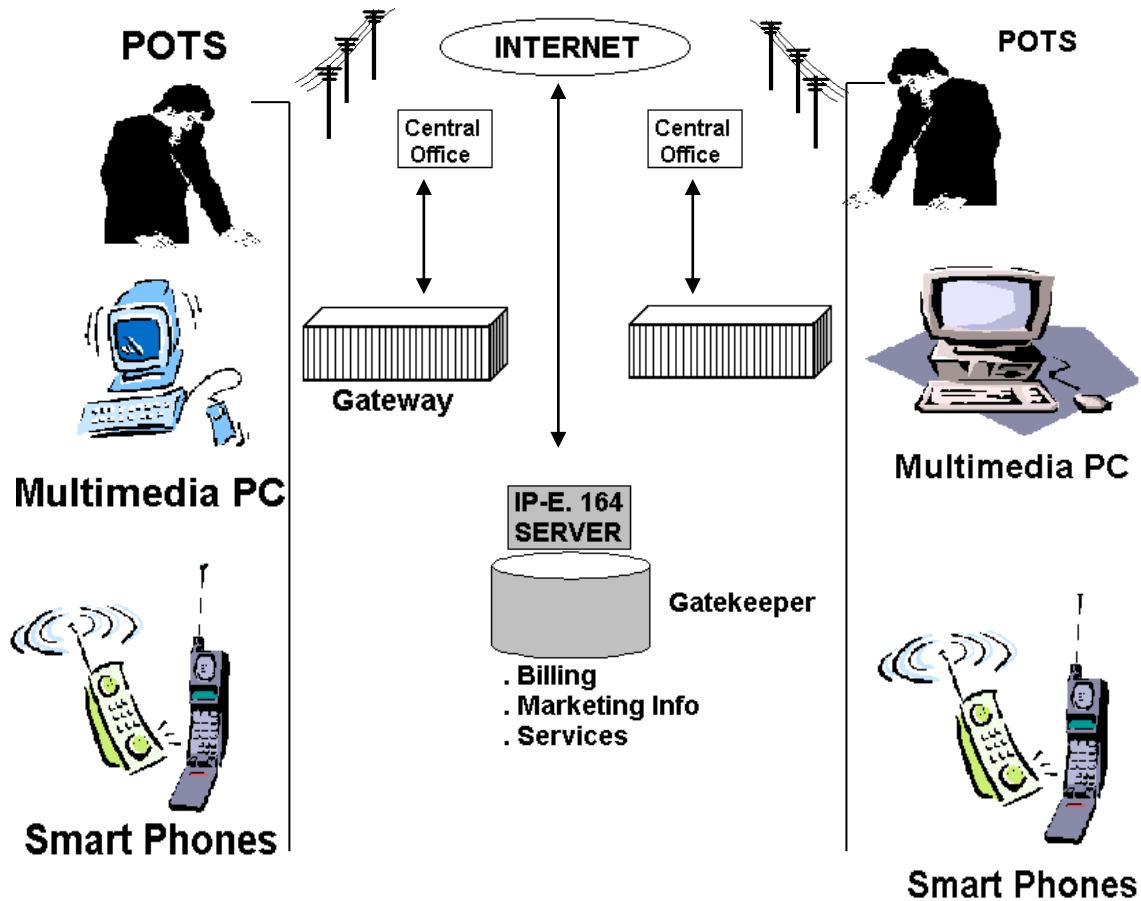 POTS
INTERNET
POTS
Central
Office
Central
Office
Gateway
Multimedia PC
Multimedia PC
IP-E. 164
SERVER
Gatekeeper
. Billing
. Marketing Info
. Services
Smart Phones
Smart Phones